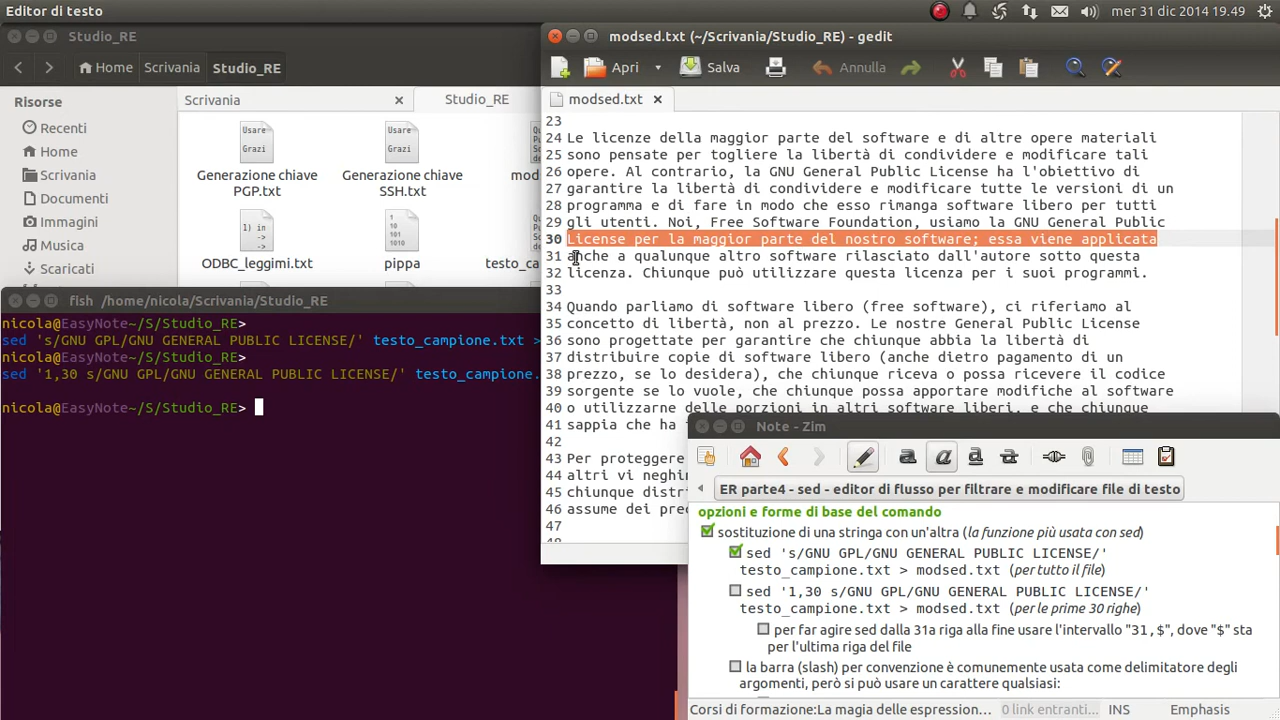 Editor di testo
mer 31 dic 2014 19.49
Studio_RE
Home
Scrivania
Studio_RE
Risorse
Recenti
Home
Scrivania
Documenti
Immagini
Musica
Scaricati
Scrivania
Studio_RE
Usare
Grazi
Usare
Grazi
Generazione chiave
PGP.txt
Generazione chiave
SSH.txt
mod
1) in
->
->
1
10
101
1010
ODBC_leggimi.txt
pippa
testo_ca
modsed.txt (~/Scrivania/Studio_RE) - gedit
Apri
Salva
Annulla
modsed.txt
23
24 Le licenze della maggior parte del software e di altre opere materiali
25 sono pensate per togliere la libertà di condividere e modificare tali
26 opere. Al contrario, la GNU General Public License ha l'obiettivo di
27 garantire la libertà di condividere e modificare tutte le versioni di un
28 programma e di fare in modo che esso rimanga software libero per tutti
29 gli utenti. Noi, Free Software Foundation, usiamo la GNU General Public
30 License per la maggior parte del nostro software; essa viene applicata
31 anche a qualunque altro software rilasciato dall'autore sotto questa
32 licenza. Chiunque può utilizzare questa licenza per i suoi programmi.
33
34 Quando parliamo di software libero (free software), ci riferiamo al
35 concetto di libertà, non al prezzo. Le nostre General Public License
36 sono progettate per garantire che chiunque abbia la libertà di
37 distribuire copie di software libero (anche dietro pagamento di un
38 prezzo, se lo desidera), che chiunque riceva o possa ricevere il codice
39 sorgente se lo vuole, che chiunque possa apportare modifiche al software
40 o utilizzarne delle porzioni in altri software liberi, e che chiunque
41 sappia che ha
42
43 Per proteggere
44 altri vi neghin
45 chiunque distri
46 assume dei prec
47
48
fish /home/nicola/Scrivania/Studio_RE
nicola@EasyNote~/S/Studio_RE>
sed 's/GNU GPL/GNU GENERAL PUBLIC LICENSE/' testo_campione.txt >
nicola@EasyNote~/S/Studio_RE>
sed '1,30 s/GNU GPL/GNU GENERAL PUBLIC LICENSE/' testo_campione.
nicola@EasyNote~/S/Studio_RE>
Note - Zim
ER parte4 - sed - editor di flusso per filtrare e modificare file di testo
opzioni e forme di base del comando
sostituzione di una stringa con un'altra (la funzione più usata con sed)
sed 's/GNU GPL/GNU GENERAL PUBLIC LICENSE/'
testo_campione.txt > modsed.txt (per tutto il file)
sed '1,30 s/GNU GPL/GNU GENERAL PUBLIC LICENSE/'
testo_campione.txt > modsed.txt (per le prime 30 righe)
per far agire sed dalla 31a riga alla fine usare l'intervallo "31,$", dove "$" sta
per l'ultima riga del file
la barra (slash) per convenzione è comunemente usata come delimitatore degli
argomenti, però si può usare un carattere qualsiasi:
Corsi di formazione:La magia delle espression...
0 link entranti...
INS
Emphasis